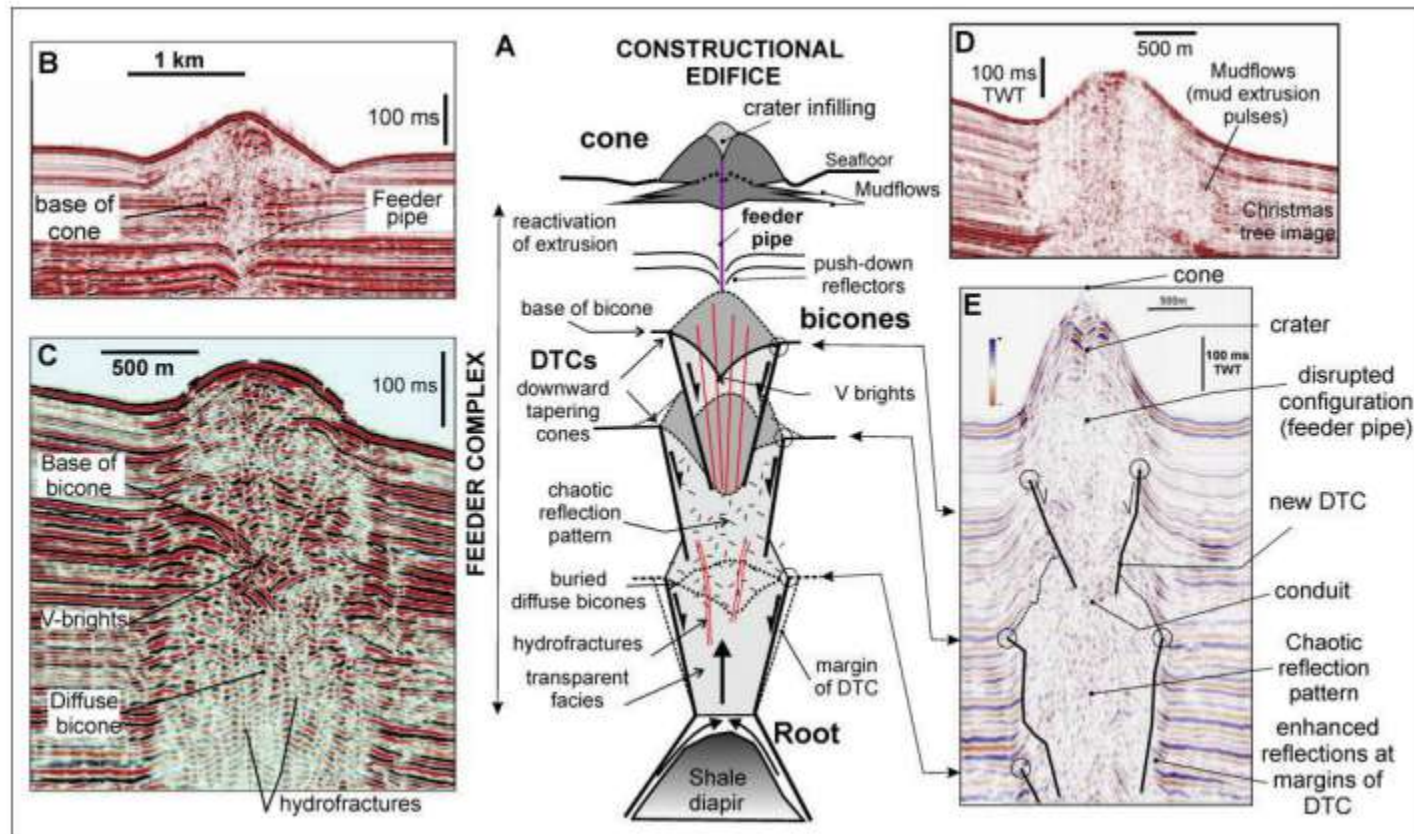 B
1 km
100 ms
base of
cone
Feeder
pipe
C
500 m
100 ms
Base of
bicone
V-brights
Diffuse
bicone
hydrofractures
A
CONSTRUCTIONAL
EDIFICE
crater infilling
cone
Seafloor
Mudflows
reactivation
of extrusion
feeder
pipe
push-down
reflectors
base of bicone
bicones
DTCs
downward
tapering
cones
V brights
FEEDER COMPLEX
chaotic
reflection
pattern
buried
diffuse bicones
hydrofractures
transparent
facies
margin
of DTC
Root
Shale
diapir
D
500 m
100 ms
TWT
Mudflows
(mud extrusion
pulses)
Christmas
tree image
E
500m
100 ms
TWT
cone
crater
disrupted
configuration
(feeder pipe)
new DTC
conduit
Chaotic
reflection
pattern
enhanced
reflections at
margins of
DTC